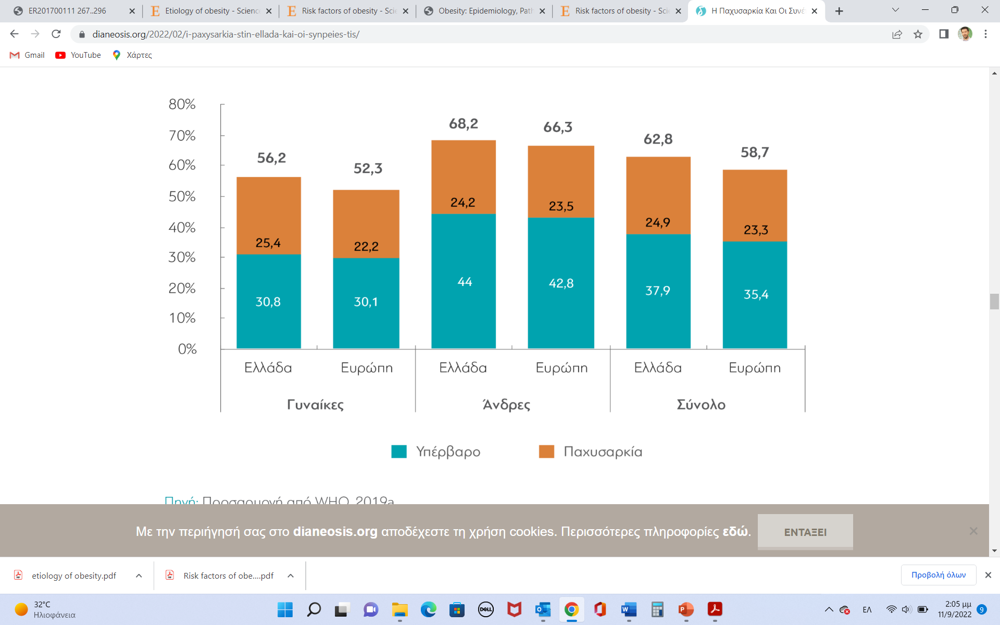 ER201700111 267..296
Etiology of obesity - Scienc
Risk factors of obesity - Scie
Obesity: Epidemiology, Path
Risk factors of obesity - Scie
Η Παχυσαρκία Και Οι Συνέ
dianeosis.org/2022/02/i-paxysarkia-stin-ellada-kai-oi-synpeies-tis/
Gmail YouTube Χάρτες
80%
70%
60%
50%
40%
30%
20%
10%
0%
56,2 52,3 68,2 66,3 62,8 58,7
25,4 22,2 24,2 23,5 24,9 23,3
30,8 30,1 44 42,8 37,9 35,4
Ελλάδα Ευρώπη Ελλάδα Ευρώπη Ελλάδα Ευρώπη
Γυναίκες Άνδρες Σύνολο
Υπέρβαρο Παχυσαρκία
Πηγή: Προσαρμογή από WHO, 2019a
Με την περιήγησή σας στο dianeosis.org αποδέχεστε τη χρήση cookies. Περισσότερες πληροφορίες εδώ.
ΕΝΤΑΞΕΙ
etiology of obesity.pdf
Risk factors of obe....pdf
Προβολή όλων
32°C
Ηλιοφάνεια
DELL
ΕΛ
2:05 μμ
11/9/2022
9